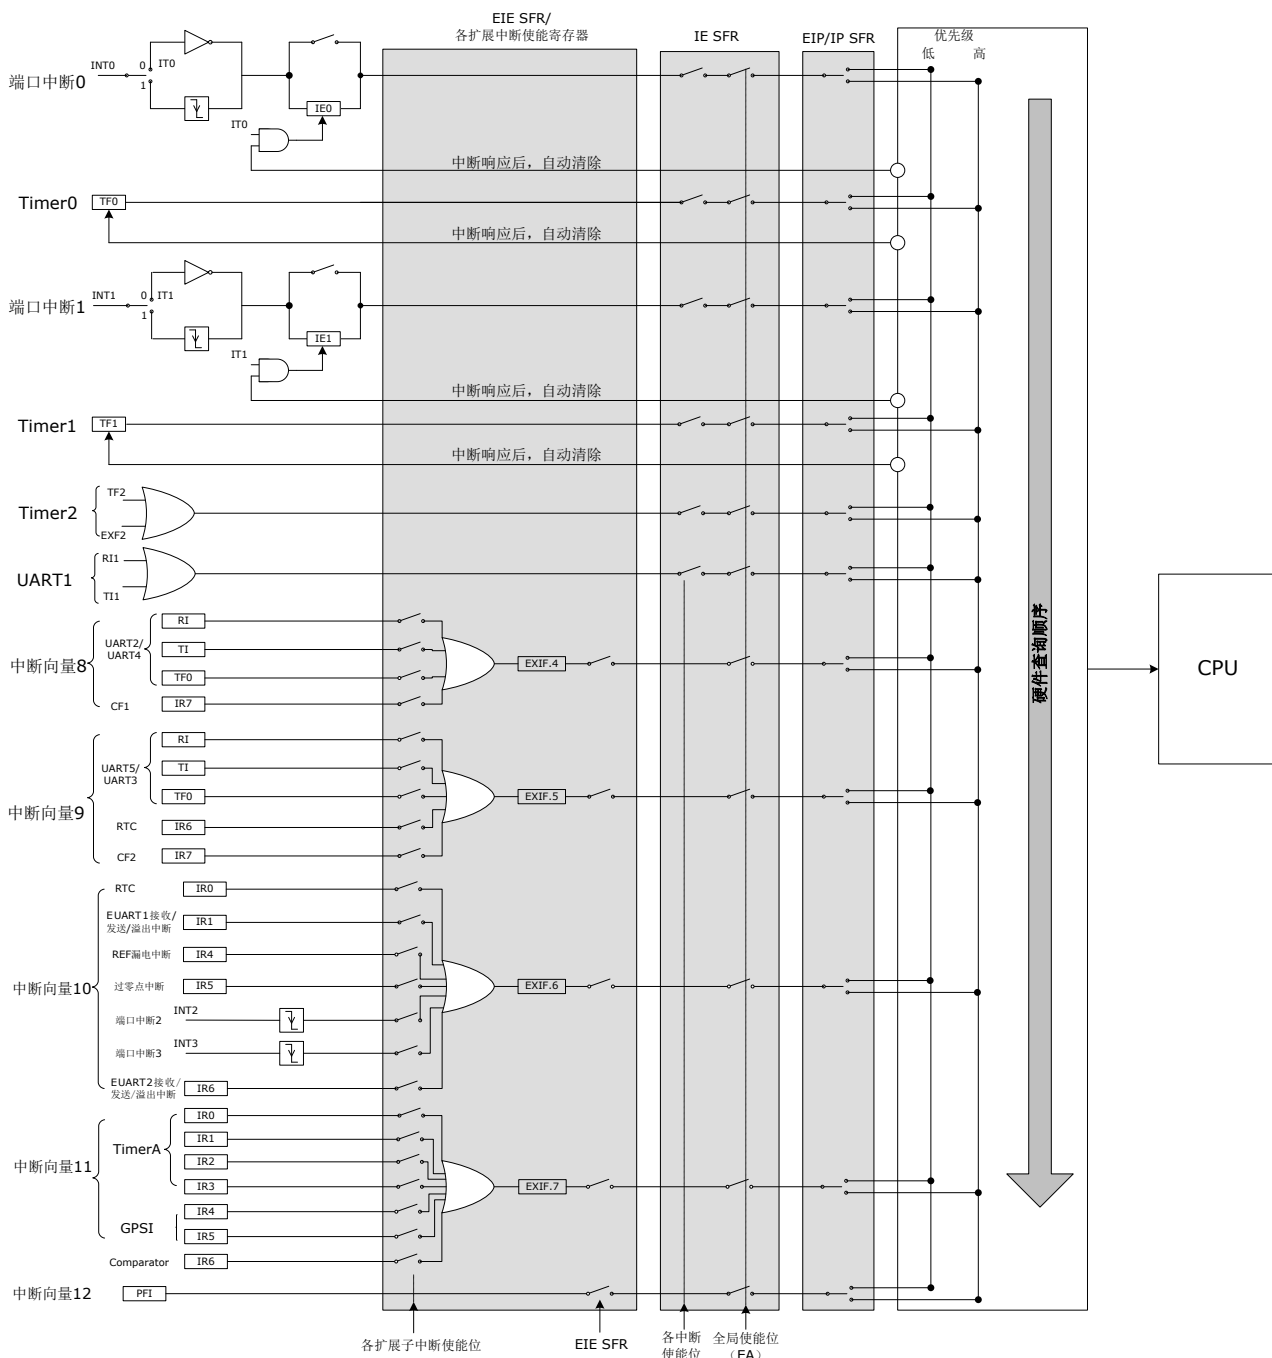 EIE SFR/
各扩展中断使能寄存器
IE SFR
EIP/IP SFR
优先级
低 高
端口中断0
INT0
0
1
IT0
IE0
IT0
中断响应后，自动清除
Timer0
TF0
中断响应后，自动清除
端口中断1
INT1
0
1
IT1
IE1
IT1
中断响应后，自动清除
Timer1
TF1
中断响应后，自动清除
Timer2
TF2
EXF2
UART1
RI1
TI1
中断向量8
UART2/
UART4
RI
TI
TF0
CF1
IR7
EXIF.4
中断向量9
UART5/
UART3
RI
TI
TF0
RTC
IR6
CF2
IR7
EXIF.5
中断向量10
RTC
IR0
EUART1接收/
发送/溢出中断
IR1
REF漏电中断
IR4
过零点中断
IR5
端口中断2
INT2
端口中断3
INT3
EUART2接收/
发送/溢出中断
IR6
EXIF.6
中断向量11
TimerA
IR0
IR1
IR2
IR3
GPSI
IR4
IR5
Comparator
IR6
EXIF.7
中断向量12
PFI
硬件查询顺序
CPU
各扩展子中断使能位
EIE SFR
各中断
使能位
全局使能位
（EA）